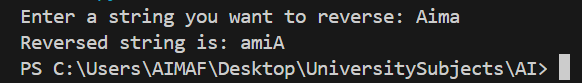 Enter a string you want to reverse: Aima
Reversed string is: amiA
PS C:\Users\AIMAF\Desktop\UniversitySubjects\AI>